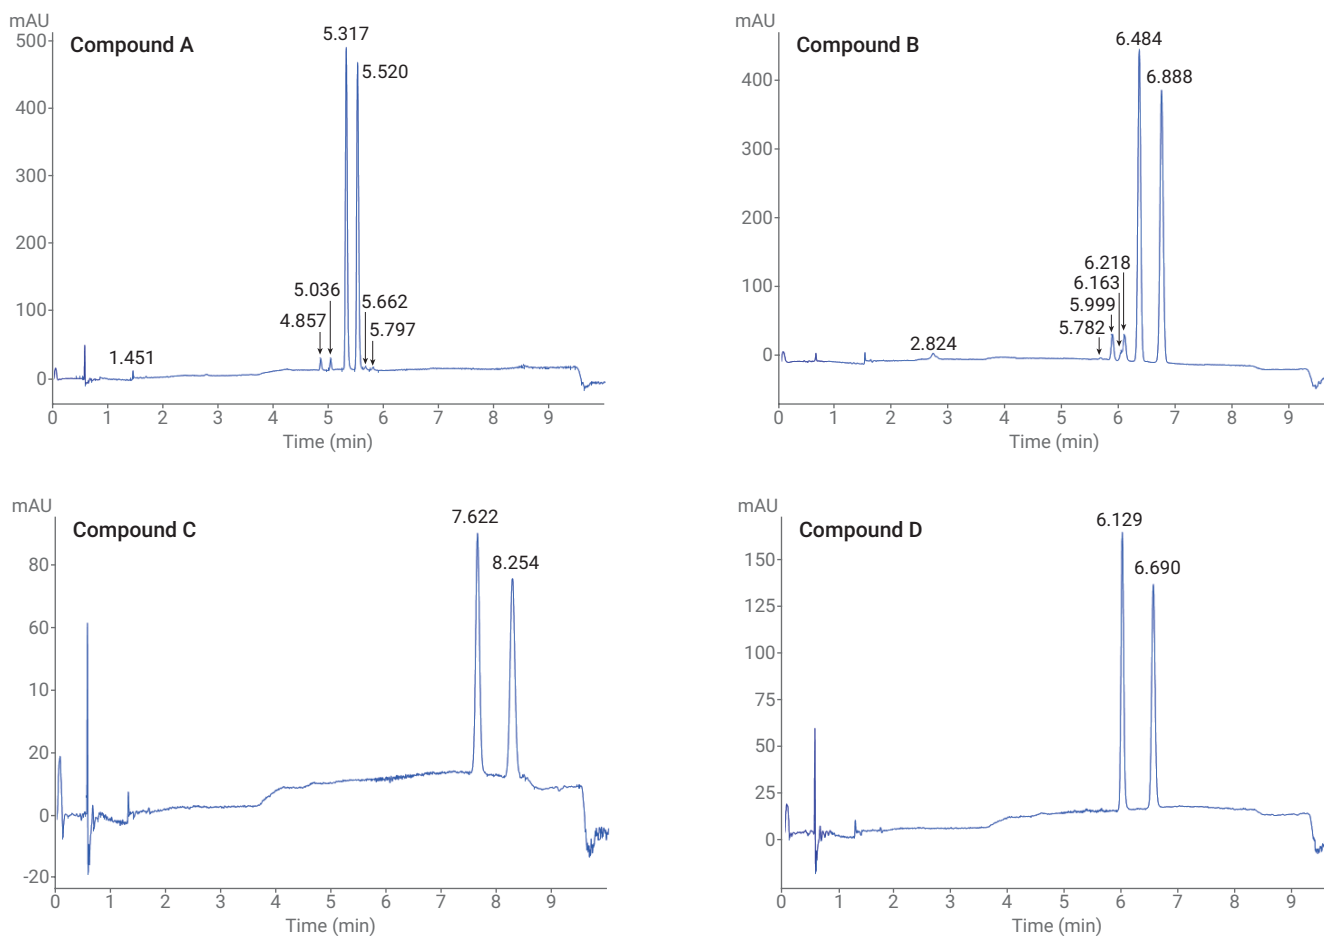 mAU
Compound A
500
400
300
200
100
0
5.317
5.520
5.036
4.857
5.662
5.797
1.451
0 1 2 3 4 5 6 7 8 9
Time (min)
mAU
Compound B
400
300
200
100
0
6.484
6.888
6.218
6.163
5.999
5.782
2.824
0 1 2 3 4 5 6 7 8 9
Time (min)
mAU
Compound C
80
60
10
20
0
-20
7.622
8.254
0 1 2 3 4 5 6 7 8 9
Time (min)
mAU
Compound D
150
125
100
75
50
25
0
6.129
6.690
0 1 2 3 4 5 6 7 8 9
Time (min)